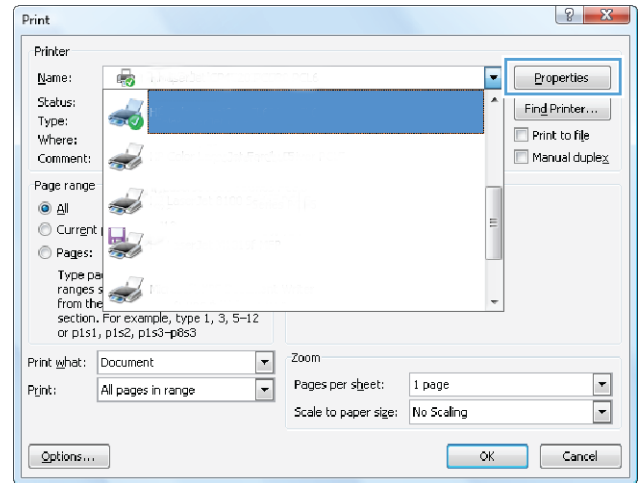 Print
Printer
Name:
Properties
Status:
Find Printer...
Type:
Where:
Print to file
Comment:
Manual duplex
Page range
All
Current
Pages:
Type
ranges
from the
section. For example, type 1, 3, 5–12
or p1s1, p1s2, p1s3–p8s3
Print what: Document
Zoom
Print: All pages in range
Pages per sheet: 1 page
Scale to paper size: No Scaling
Options...
OK
Cancel